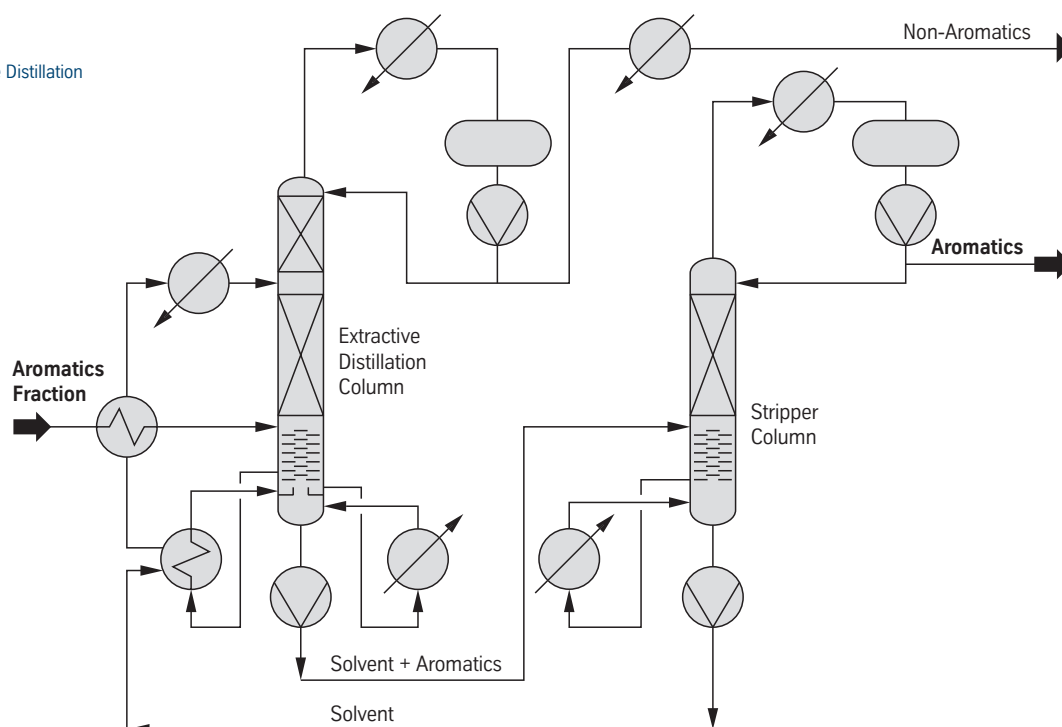 Distillation
Non-Aromatics
Aromatics
Extractive
Distillation
Column
Aromatics
Fraction
Stripper
Column
Solvent + Aromatics
Solvent